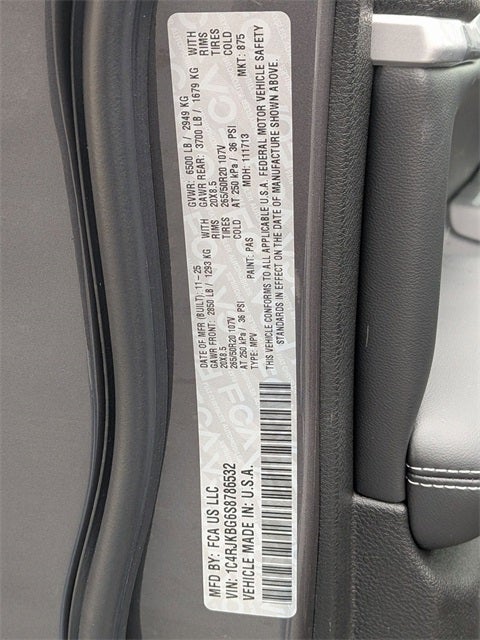 MFD BY: FCA US LLC
VIN: 1C4RJKBG6S8786532
VEHICLE MADE IN: U.S.A.
DATE OF MFR (BUILT): 11-25
GAWR FRONT: 2850 LB / 1293 KG WITH
20X8.5 RIMS
265/50R20 107V TIRES
AT 250 kPa / 36 PSI COLD
TYPE: MPV PAINT: PAS
GVWR: 6500 LB / 2949 KG
GAWR REAR: 3700 LB / 1679 KG WITH
20X8.5 RIMS
265/50R20 107V TIRES
AT 250 kPa / 36 PSI COLD
MDH: 111713 MKT: 875
THIS VEHICLE CONFORMS TO ALL APPLICABLE U.S.A. FEDERAL MOTOR VEHICLE SAFETY
STANDARDS IN EFFECT ON THE DATE OF MANUFACTURE SHOWN ABOVE.
FCA